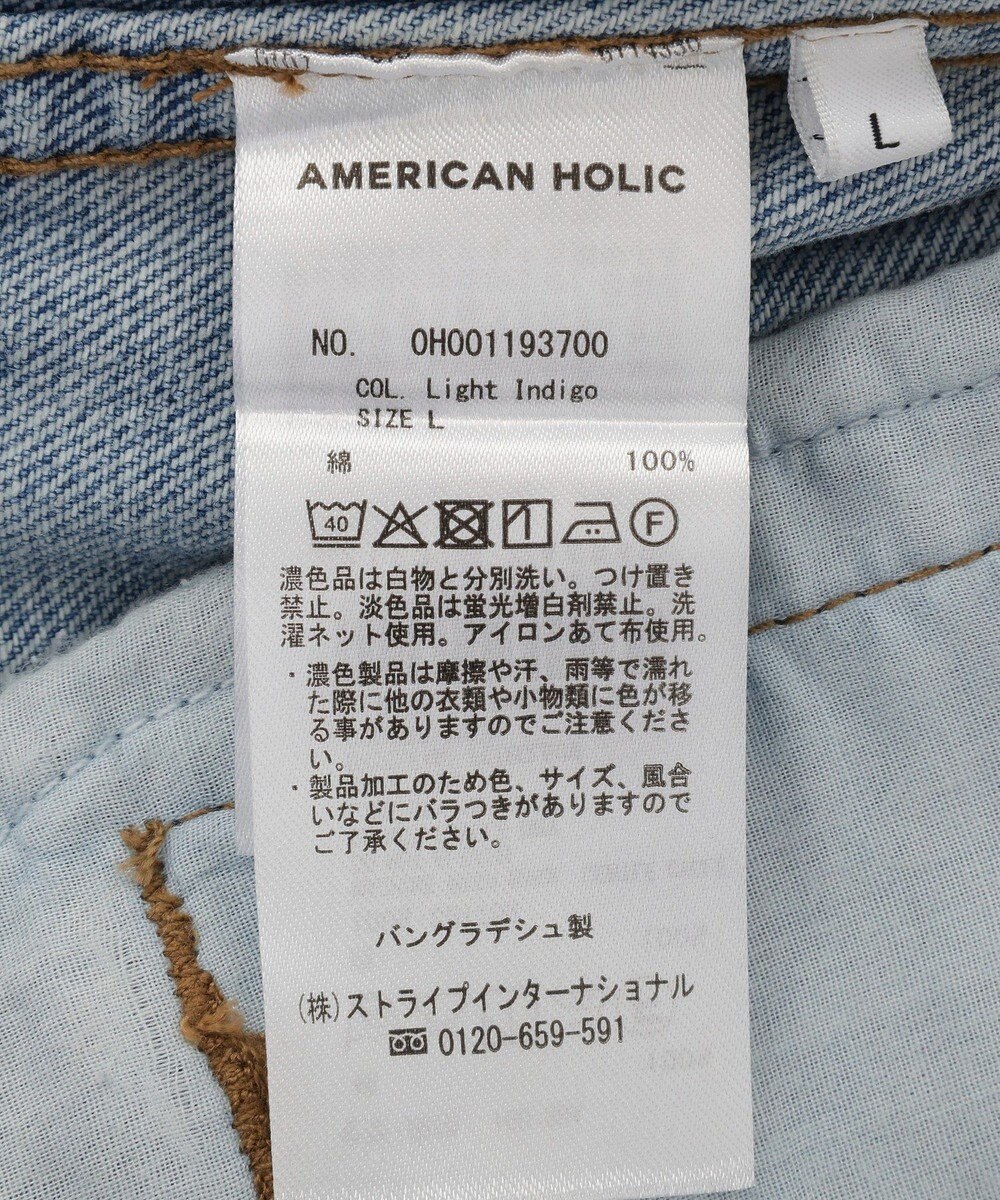 L
AMERICAN HOLIC
NO. 0H001193700
COL. Light Indigo
SIZE L
綿 100%
40 F
濃色品は白物と分別洗い。つけ置き
禁止。淡色品は蛍光増白剤禁止。洗
濯ネット使用。アイロンあて布使用。
・濃色製品は摩擦や汗、雨等で濡れ
た際に他の衣類や小物類に色が移
る事がありますのでご注意くださ
い。
・製品加工のため色、サイズ、風合
いなどにバラつきがありますので
ご了承ください。
バングラデシュ製
(株)ストライプインターナショナル
0120-659-591